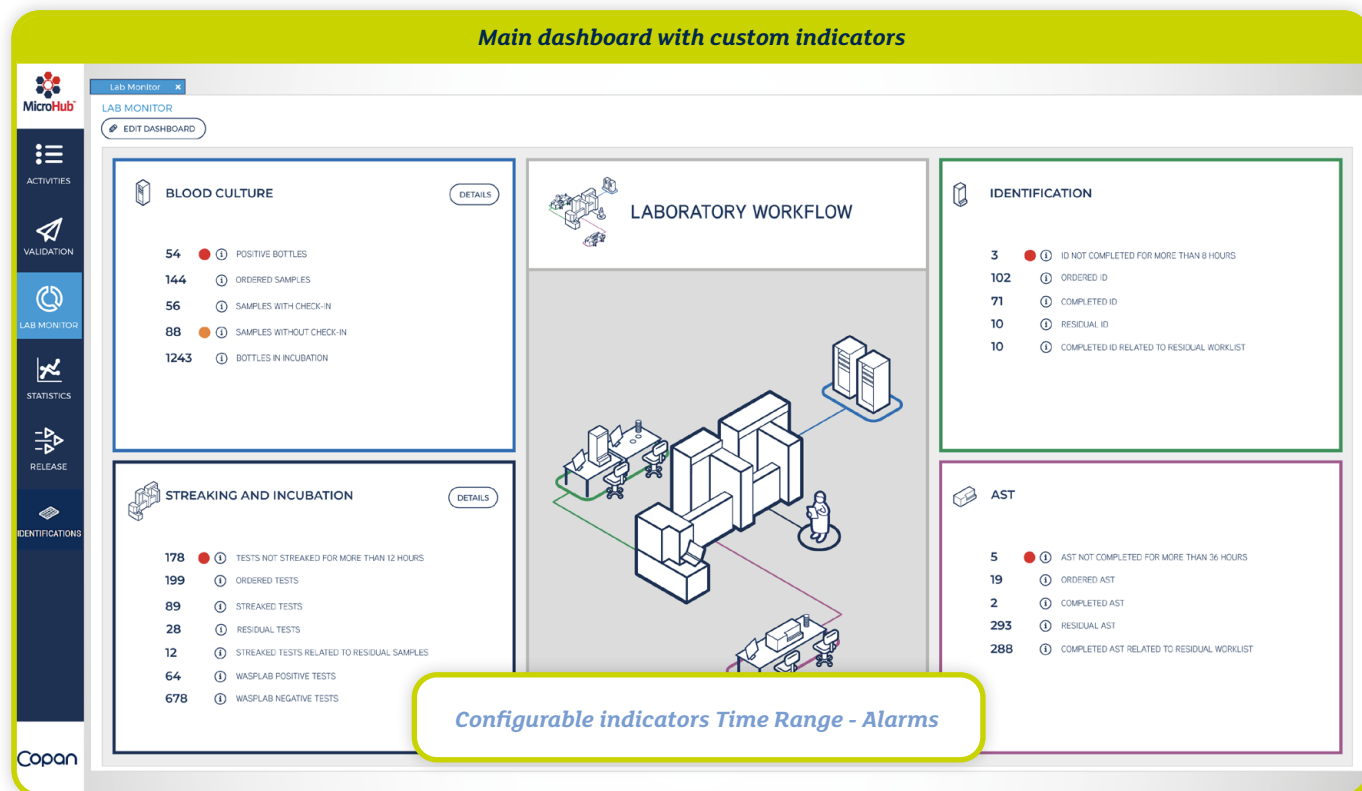 Main dashboard with custom indicators
MicroHub
Lab Monitor ×
LAB MONITOR
EDIT DASHBOARD
ACTIVITIES
VALIDATION
LAB MONITOR
STATISTICS
RELEASE
IDENTIFICATIONS
Copan
BLOOD CULTURE
DETAILS
54 POSITIVE BOTTLES
144 ORDERED SAMPLES
56 SAMPLES WITH CHECK-IN
88 SAMPLES WITHOUT CHECK-IN
1243 BOTTLES IN INCUBATION
LABORATORY WORKFLOW
IDENTIFICATION
3 ID NOT COMPLETED FOR MORE THAN 8 HOURS
102 ORDERED ID
71 COMPLETED ID
10 RESIDUAL ID
10 COMPLETED ID RELATED TO RESIDUAL WORKLIST
STREAKING AND INCUBATION
DETAILS
178 TESTS NOT STREAKED FOR MORE THAN 12 HOURS
199 ORDERED TESTS
89 STREAKED TESTS
28 RESIDUAL TESTS
12 STREAKED TESTS RELATED TO RESIDUAL SAMPLES
64 WASPLAB POSITIVE TESTS
678 WASPLAB NEGATIVE TESTS
AST
5 AST NOT COMPLETED FOR MORE THAN 36 HOURS
19 ORDERED AST
2 COMPLETED AST
293 RESIDUAL AST
288 COMPLETED AST RELATED TO RESIDUAL WORKLIST
Configurable indicators Time Range - Alarms